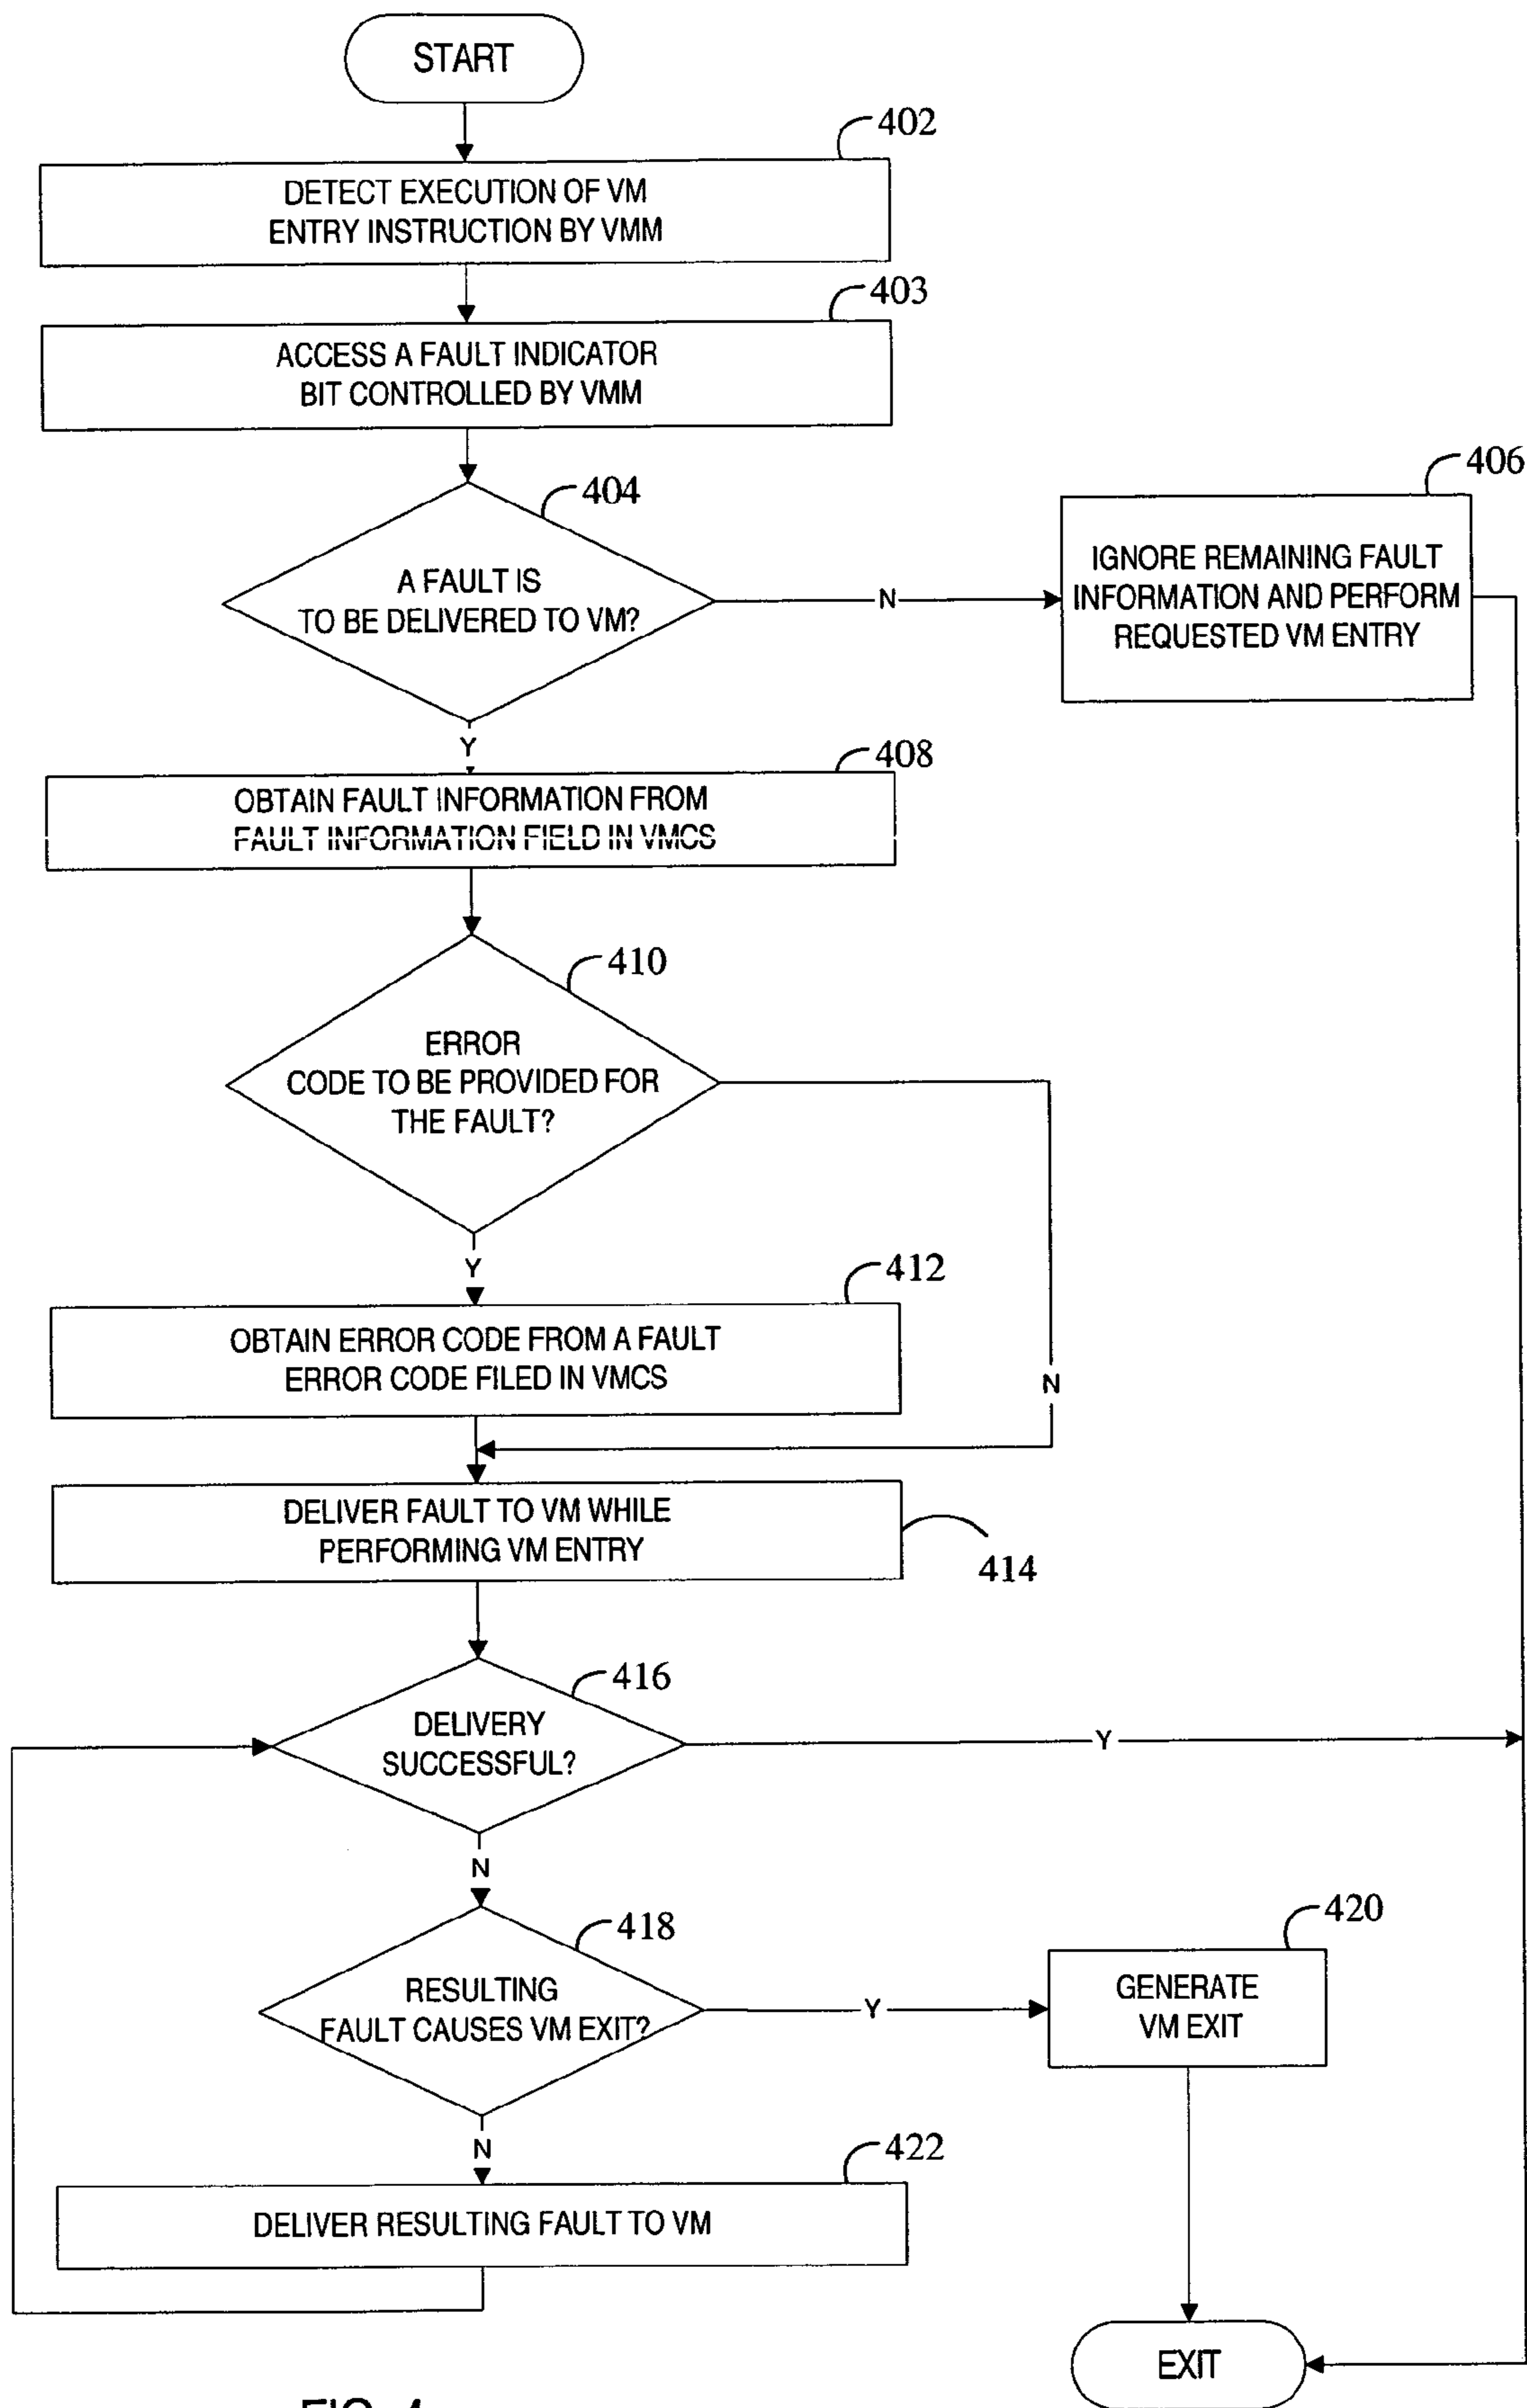 START
402
DETECT EXECUTION OF VM
ENTRY INSTRUCTION BY VMM
403
ACCESS A FAULT INDICATOR
BIT CONTROLLED BY VMM
404
A FAULT IS
TO BE DELIVERED TO VM?
N
406
IGNORE REMAINING FAULT
INFORMATION AND PERFORM
REQUESTED VM ENTRY
Y
408
OBTAIN FAULT INFORMATION FROM
FAULT INFORMATION FIELD IN VMCS
410
ERROR
CODE TO BE PROVIDED FOR
THE FAULT?
Y
412
OBTAIN ERROR CODE FROM A FAULT
ERROR CODE FILED IN VMCS
N
DELIVER FAULT TO VM WHILE
PERFORMING VM ENTRY
414
416
DELIVERY
SUCCESSFUL?
Y
N
418
RESULTING
FAULT CAUSES VM EXIT?
Y
420
GENERATE
VM EXIT
N
422
DELIVER RESULTING FAULT TO VM
EXIT
FIG. 4